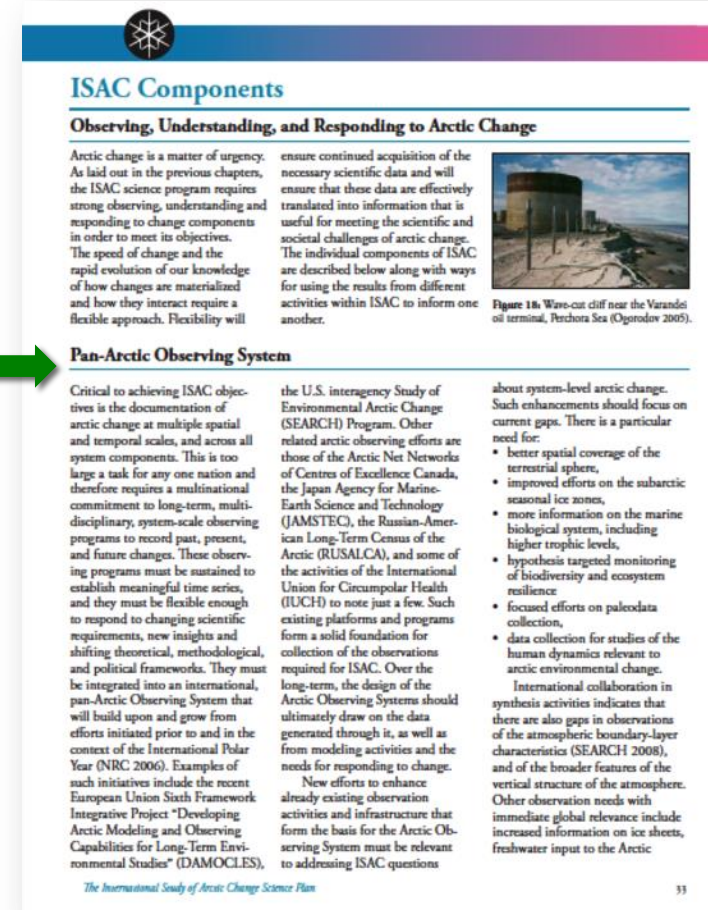 ISAC Components
Observing, Understanding, and Responding to Arctic Change
Arctic change is a matter of urgency.
As laid out in the previous chapters,
the ISAC science program requires
strong observing, understanding and
responding to change components
in order to meet its objectives.
The speed of change and the
rapid evolution of our knowledge
of how changes are materialized
and how they interact require a
flexible approach. Flexibility will
ensure continued acquisition of the
necessary scientific data and will
ensure that these data are effectively
translated into information that is
useful for meeting the scientific and
societal challenges of arctic change.
The individual components of ISAC
are described below along with ways
for using the results from different
activities within ISAC to inform one
another.
Figure 18: Wave-cut cliff near the Varandei
oil terminal, Perchora Sea (Ogorodov 2005).
Pan-Arctic Observing System
Critical to achieving ISAC objec-
tives is the documentation of
arctic change at multiple spatial
and temporal scales, and across all
system components. This is too
large a task for any one nation and
therefore requires a multinational
commitment to long-term, multi-
disciplinary, system-scale observing
programs to record past, present,
and future changes. These observ-
ing programs must be sustained to
establish meaningful time series,
and they must be flexible enough
to respond to changing scientific
requirements, new insights and
shifting theoretical, methodological,
and political frameworks. They must
be integrated into an international,
pan-Arctic Observing System that
will build upon and grow from
efforts initiated prior to and in the
context of the International Polar
Year (NRC 2006). Examples of
such initiatives include the recent
European Union Sixth Framework
Integrative Project "Developing
Arctic Modeling and Observing
Capabilities for Long-Term Envi-
ronmental Studies" (DAMOCLES),
the U.S. interagency Study of
Environmental Arctic Change
(SEARCH) Program. Other
related arctic observing efforts are
those of the Arctic Net Networks
of Centres of Excellence Canada,
the Japan Agency for Marine-
Earth Science and Technology
(JAMSTEC), the Russian-Amer-
ican Long-Term Census of the
Arctic (RUSALCA), and some of
the activities of the International
Union for Circumpolar Health
(IUCH) to note just a few. Such
existing platforms and programs
form a solid foundation for
collection of the observations
required for ISAC. Over the
long-term, the design of the
Arctic Observing Systems should
ultimately draw on the data
generated through it, as well as
from modeling activities and the
needs for responding to change.
New efforts to enhance
already existing observation
activities and infrastructure that
form the basis for the Arctic Ob-
serving System must be relevant
to addressing ISAC questions
about system-level arctic change.
Such enhancements should focus on
current gaps. There is a particular
need for:
• better spatial coverage of the
terrestrial sphere,
• improved efforts on the subarctic
seasonal ice zones,
• more information on the marine
biological system, including
higher trophic levels,
• hypothesis targeted monitoring
of biodiversity and ecosystem
resilience
• focused efforts on paleodata
collection,
• data collection for studies of the
human dynamics relevant to
arctic environmental change.
International collaboration in
synthesis activities indicates that
there are also gaps in observations
of the atmospheric boundary-layer
characteristics (SEARCH 2008),
and of the broader features of the
vertical structure of the atmosphere.
Other observation needs with
immediate global relevance include
increased information on ice sheets,
freshwater input to the Arctic
The International Study of Arctic Change Science Plan
33